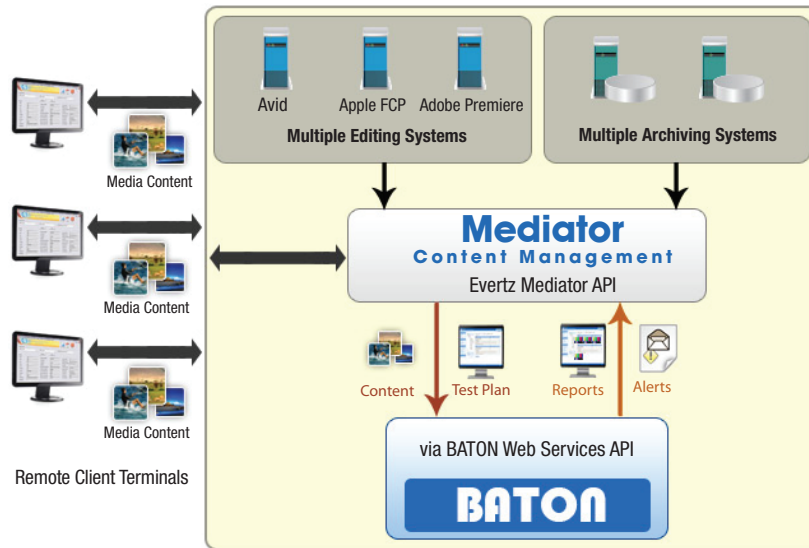 Avid
Apple FCP
Adobe Premiere
Multiple Editing Systems
Multiple Archiving Systems
Media Content
Mediator
Content Management
Evertz Mediator API
Media Content
Content
Test Plan
Reports
Alerts
Media Content
via BATON Web Services API
BATON
Remote Client Terminals